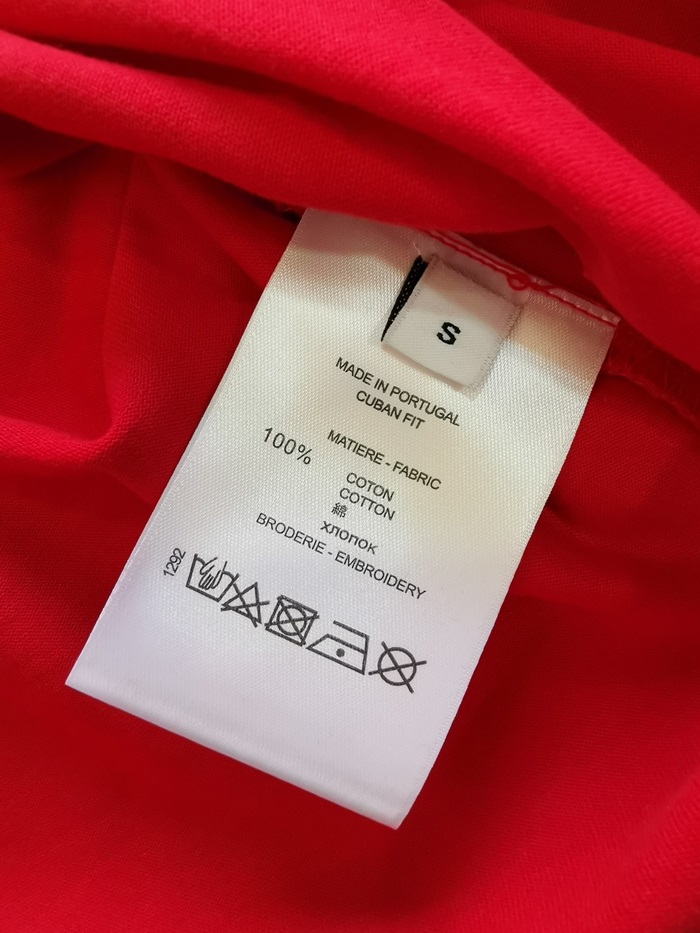 S
MADE IN PORTUGAL
CUBAN FIT
MATIERE - FABRIC
100%
COTON
COTTON
綿
хлопок
BRODERIE - EMBROIDERY
1292